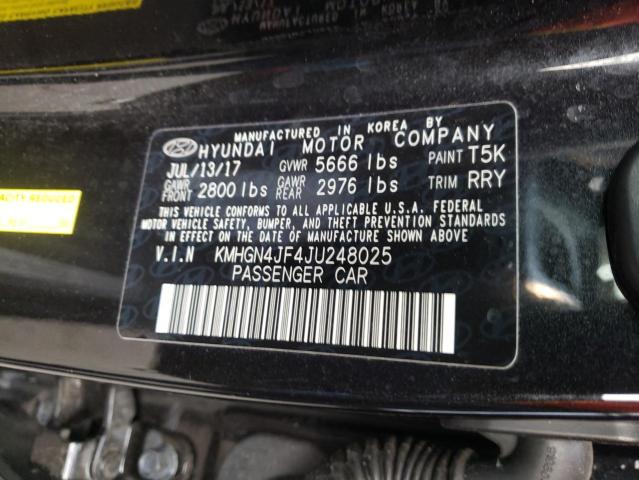 MANUFACTURED IN KOREA BY
HYUNDAI MOTOR COMPANY
JUL/13/17 GVWR 5666 lbs PAINT T5K
GAWR FRONT 2800 lbs GAWR REAR 2976 lbs TRIM RRY
THIS VEHICLE CONFORMS TO ALL APPLICABLE U.S.A. FEDERAL
MOTOR VEHICLE SAFETY, BUMPER, AND THEFT PREVENTION STANDARDS
IN EFFECT ON THE DATE OF MANUFACTURE SHOWN ABOVE
V.I.N KMHGN4JF4JU248025
PASSENGER CAR
CAPACITY REDUCED